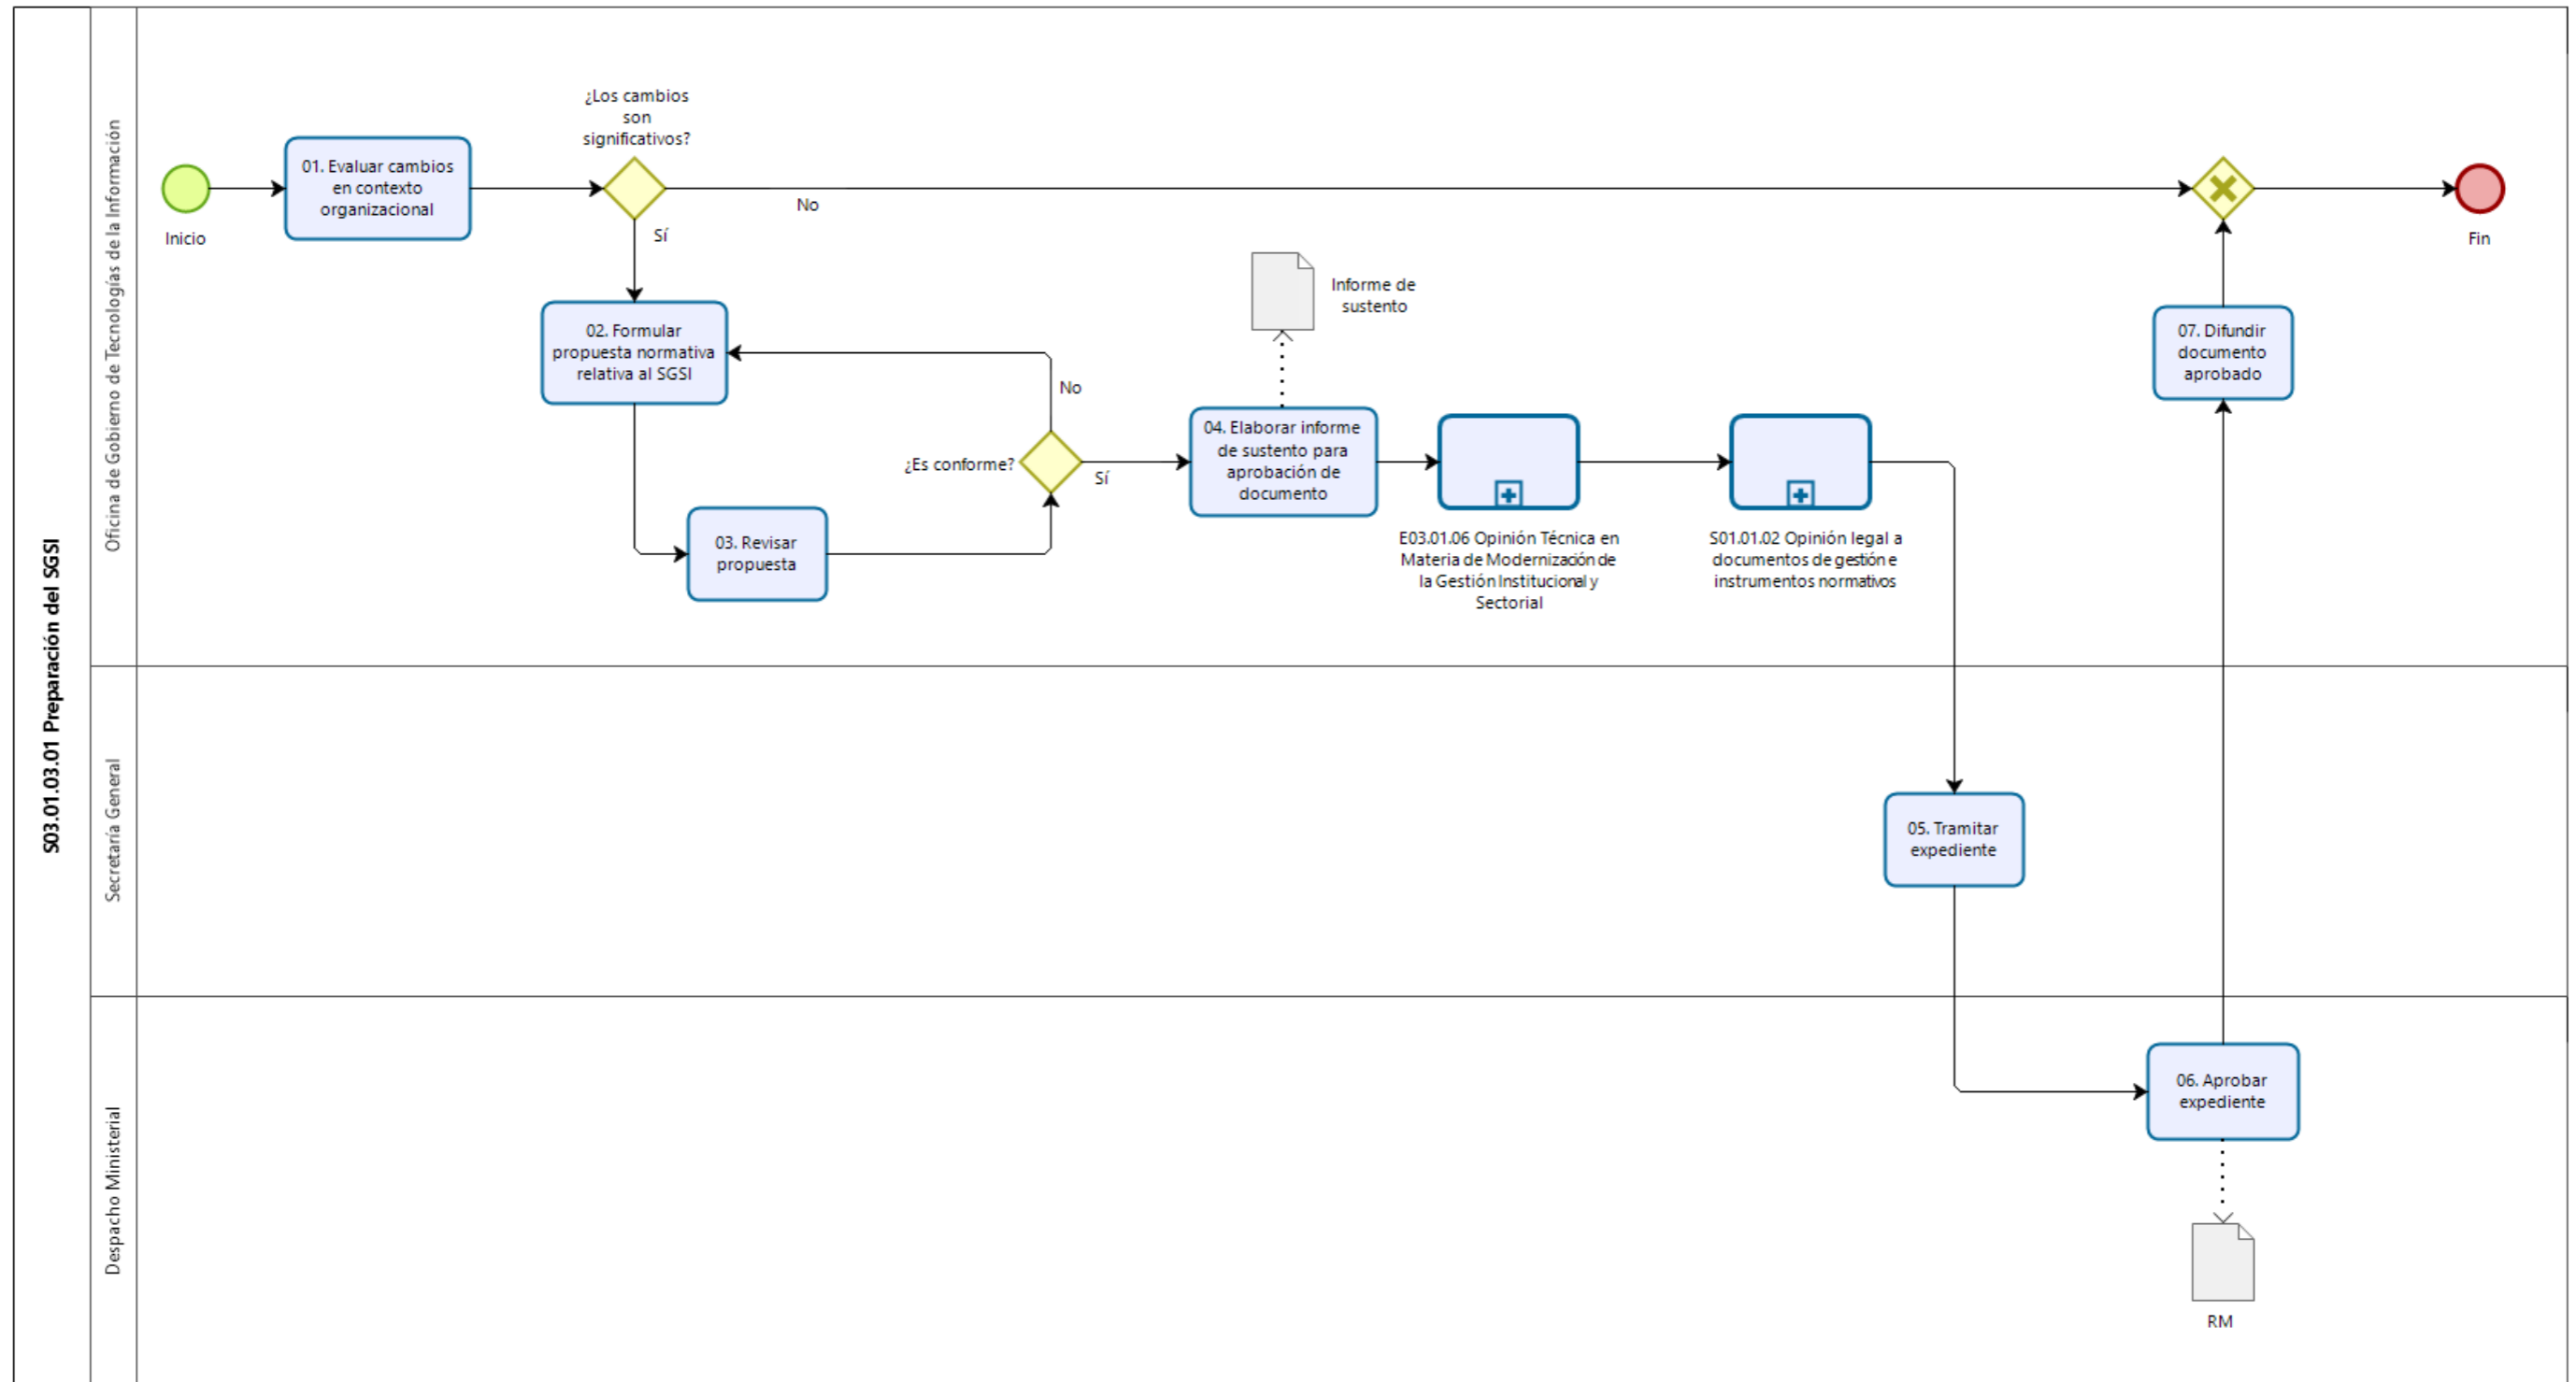 S03.01.03.01 Preparación del SGSI
Oficina de Gobierno de Tecnologías de la Información
Inicio
01. Evaluar cambios
en contexto
organizacional
¿Los cambios
son
significativos?
No
Sí
02. Formular
propuesta normativa
relativa al SGSI
03. Revisar
propuesta
¿Es conforme?
No
Sí
Informe de
sustento
04. Elaborar informe
de sustento para
aprobación de
documento
E03.01.06 Opinión Técnica en
Materia de Modernización de
la Gestión Institucional y
Sectorial
S01.01.02 Opinión legal a
documentos de gestión e
instrumentos normativos
07. Difundir
documento
aprobado
Fin
Secretaría General
05. Tramitar
expediente
Despacho Ministerial
06. Aprobar
expediente
RM